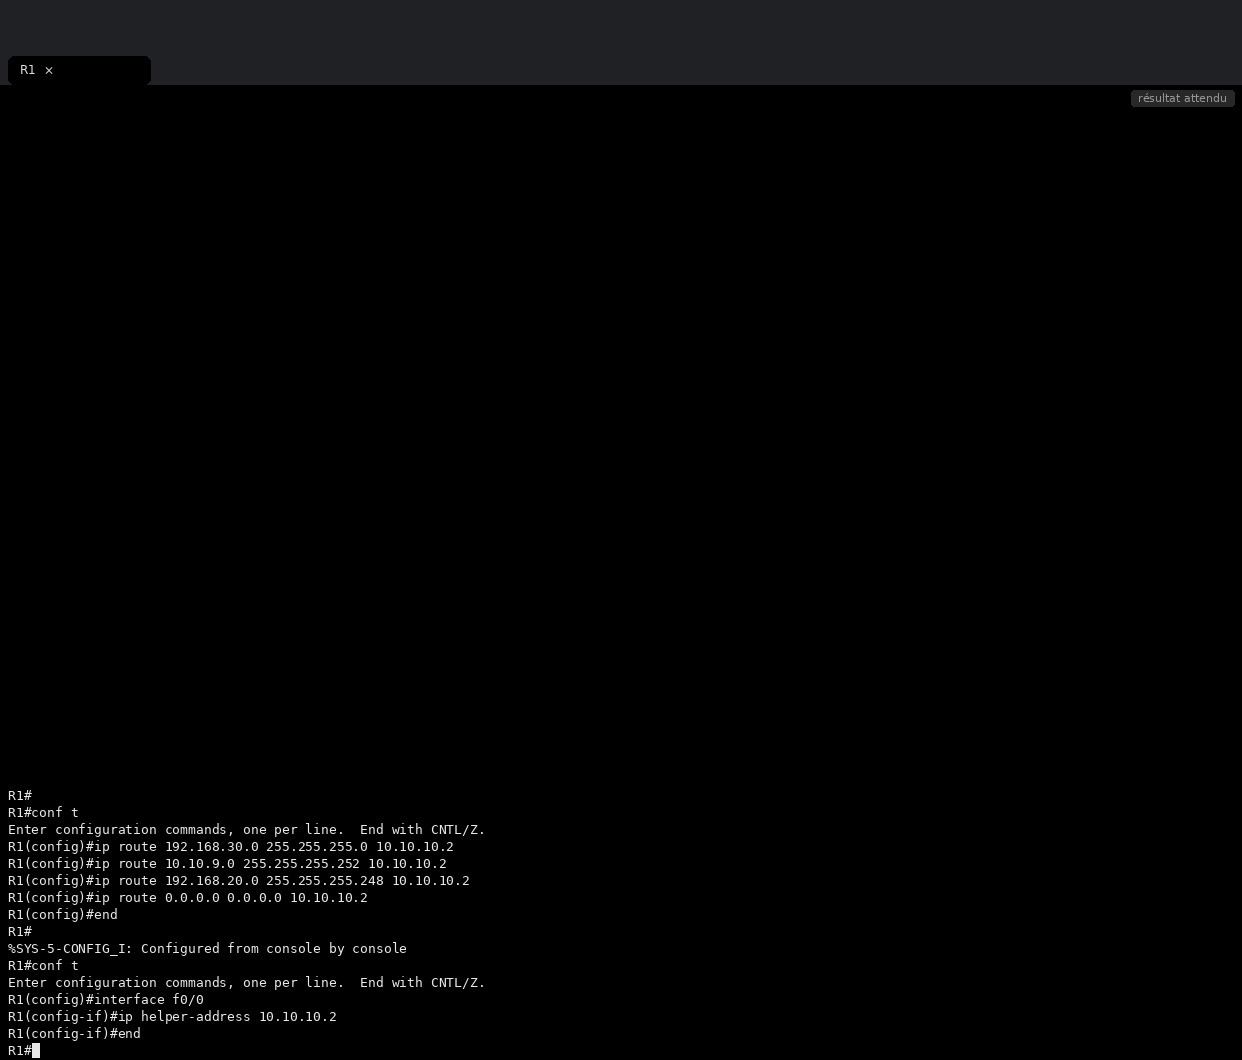 R1 ×
résultat attendu
R1#
R1#conf t
Enter configuration commands, one per line.  End with CNTL/Z.
R1(config)#ip route 192.168.30.0 255.255.255.0 10.10.10.2
R1(config)#ip route 10.10.9.0 255.255.255.252 10.10.10.2
R1(config)#ip route 192.168.20.0 255.255.255.248 10.10.10.2
R1(config)#ip route 0.0.0.0 0.0.0.0 10.10.10.2
R1(config)#end
R1#
%SYS-5-CONFIG_I: Configured from console by console
R1#conf t
Enter configuration commands, one per line.  End with CNTL/Z.
R1(config)#interface f0/0
R1(config-if)#ip helper-address 10.10.10.2
R1(config-if)#end
R1#